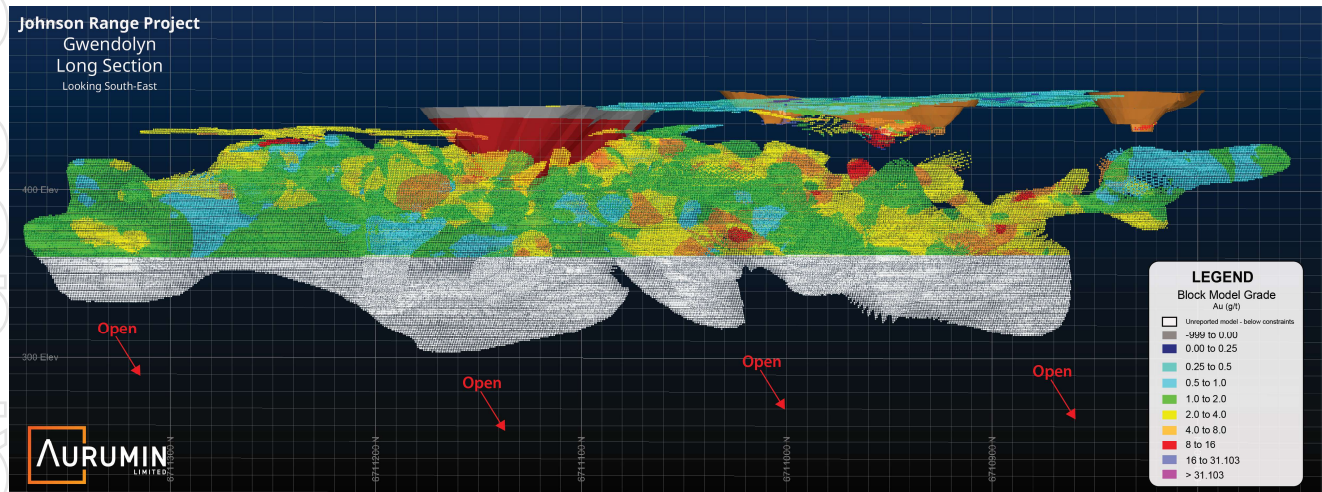 Johnson Range Project
Gwendolyn
Long Section
Looking South-East
400 Elev
300 Elev
Open
Open
Open
Open
6711300 N
6711200 N
6711100 N
6711000 N
6710900 N
LEGEND
Block Model Grade
Au (g/t)
Unreported model - below constraints
-999 to 0.00
0.00 to 0.25
0.25 to 0.5
0.5 to 1.0
1.0 to 2.0
2.0 to 4.0
4.0 to 8.0
8 to 16
16 to 31.103
> 31.103
AURUMIN
LIMITED